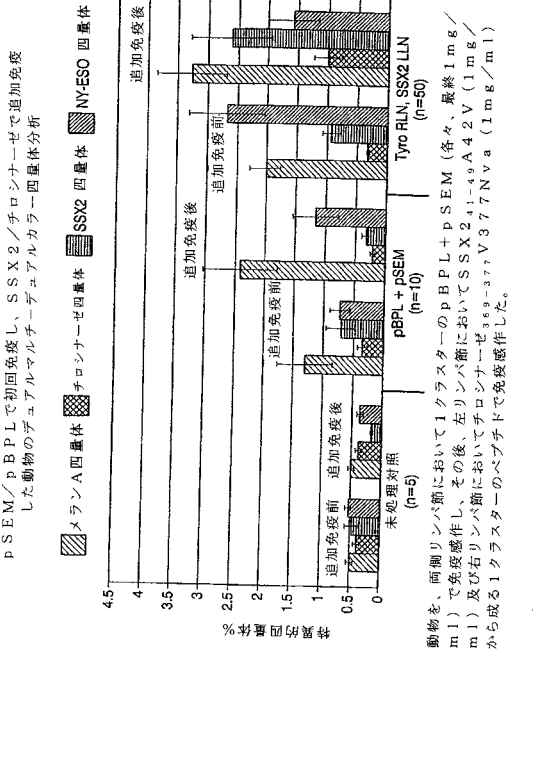 pSEM/pBPLで初回免疫し、SSX2/チロシナーゼで追加免疫
した動物のデュアルマルチーデュアルカラー四量体分析
メランA四量体 チロシナーゼ四量体 SSX2 四量体 NY-ESO 四量体
特異的四量体%
4.5
4
3.5
3
2.5
2
1.5
1
0.5
0
追加免疫前
追加免疫後
追加免疫前
追加免疫後
追加免疫前
追加免疫後
未処理対照
(n=5)
pBPL + pSEM
(n=10)
Tyro RLN, SSX2 LLN
(n=50)
動物を、両側リンパ節において1クラスターのpBPL+pSEM(各々、最終1mg/
ml)で免疫感作し、その後、左リンパ節においてSSX2₄₁₋₄₉A42V(1mg/
ml)及び右リンパ節においてチロシナーゼ₃₆₉₋₃₇₇V377Nva(1mg/ml)
から成る1クラスターのペプチドで免疫感作した。